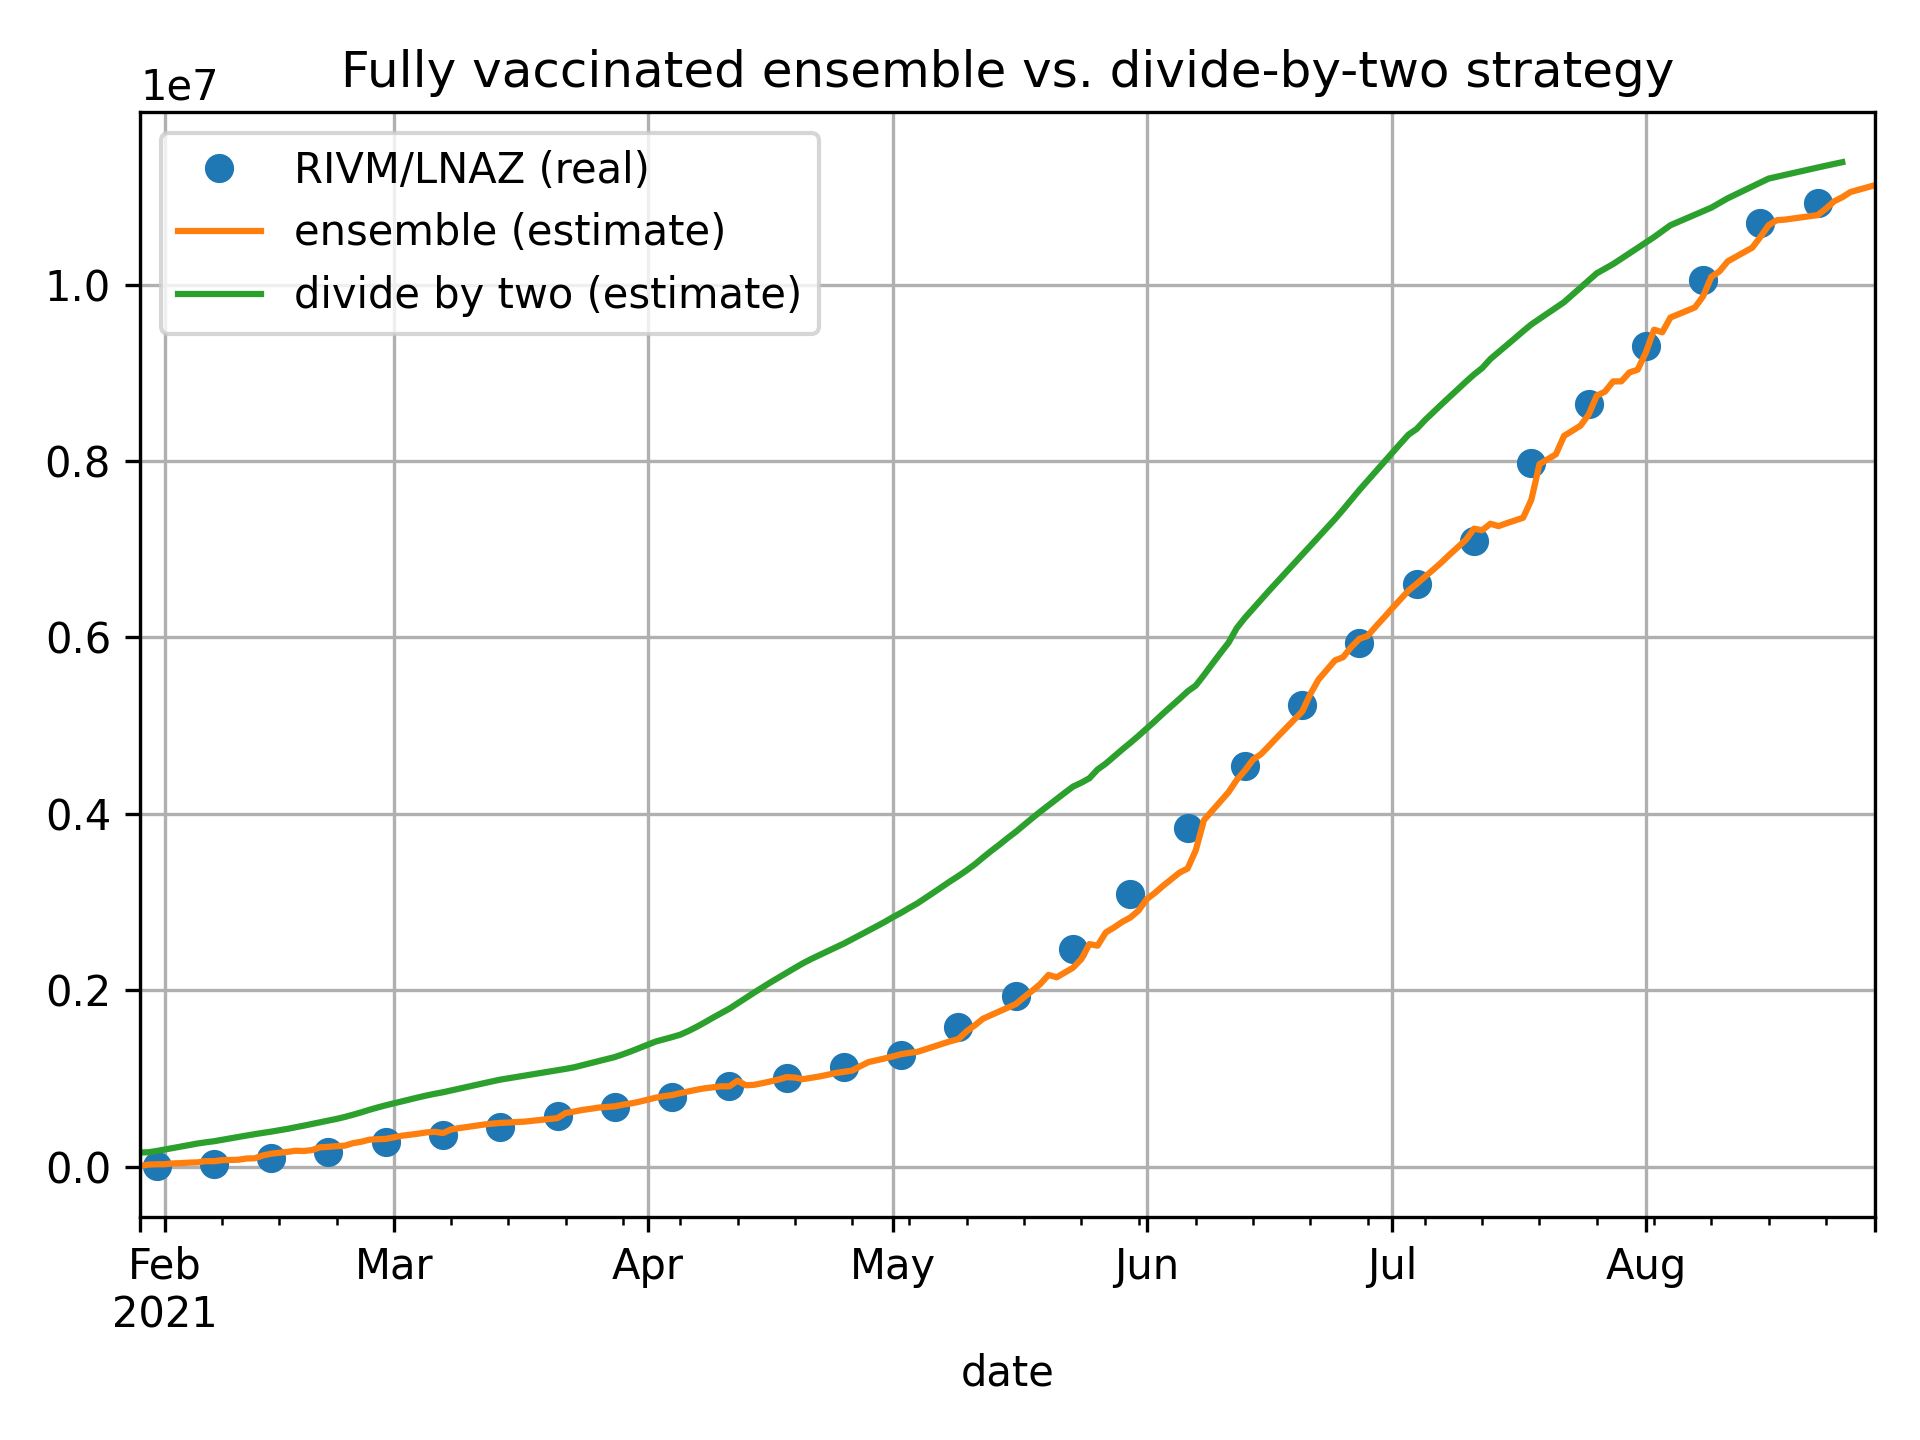 Fully vaccinated ensemble vs. divide-by-two strategy
1e7
RIVM/LNAZ (real)
ensemble (estimate)
divide by two (estimate)
1.0
0.8
0.6
0.4
0.2
0.0
Feb Mar Apr May Jun Jul Aug
2021
date